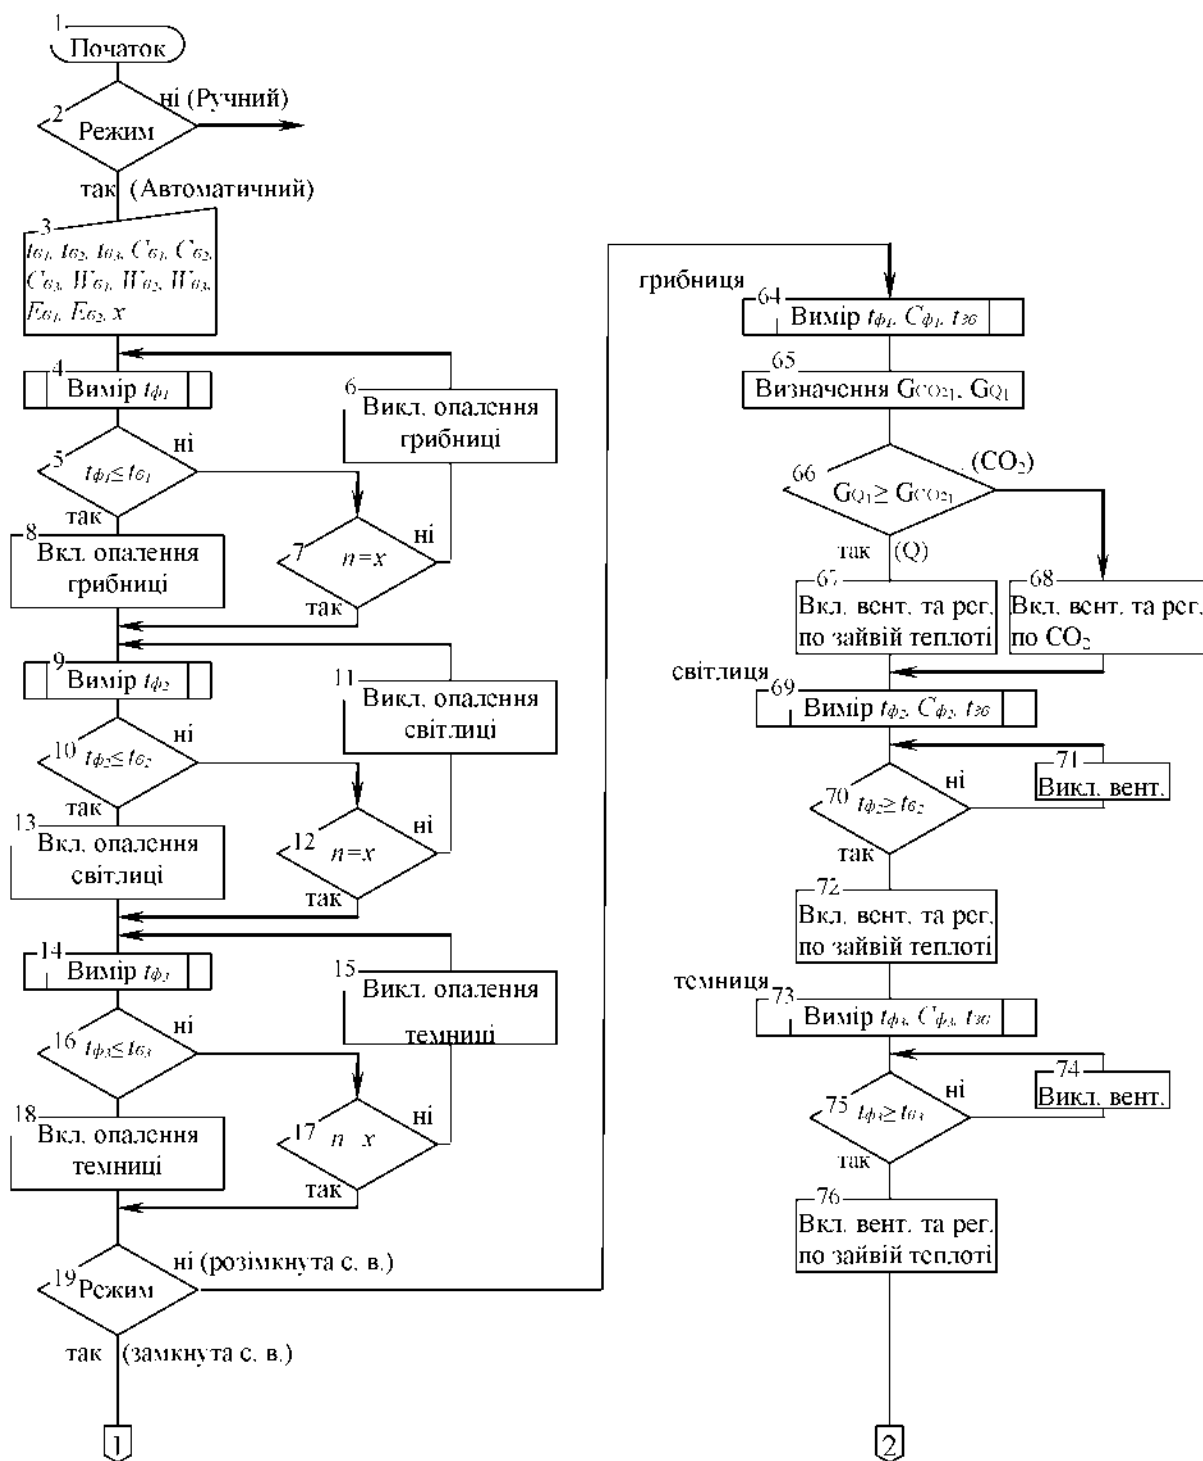 1
Початок
ні (Ручний)
2
Режим
так (Автоматичний)
3
tв1, tв2, tв3, Cв1, Cв2,
Cв3, Wв1, Wв2, Wв3,
Eв1, Eв2, x
4
Вимір tф1
6
Викл. опалення
грибниці
5
tф1≤tв1
ні
так
8
Вкл. опалення
грибниці
7
n=x
ні
так
9
Вимір tф2
11
Викл. опалення
світлиці
10
tф2≤tв2
ні
так
13
Вкл. опалення
світлиці
12
n=x
ні
так
14
Вимір tф3
15
Викл. опалення
темниці
16
tф3≤tв3
ні
18
Вкл. опалення
темниці
17
n x
ні
так
19
Режим
ні (розімкнута с. в.)
так (замкнута с. в.)
1
грибниця
64
Вимір tф1, Cф1, tзв
65
Визначення GCO21, GQ1
66
GQ1≥GCO21
(CO2)
так (Q)
67
Вкл. вент. та рег.
по зайвій теплоті
68
Вкл. вент. та рег.
по CO2
світлиця
69
Вимір tф2, Cф2, tзв
70
tф2≥tв2
ні
71
Викл. вент.
так
72
Вкл. вент. та рег.
по зайвій теплоті
темниця
73
Вимір tф3, Cф3, tзв
74
Викл. вент.
75
tф3≥tв3
ні
так
76
Вкл. вент. та рег.
по зайвій теплоті
2